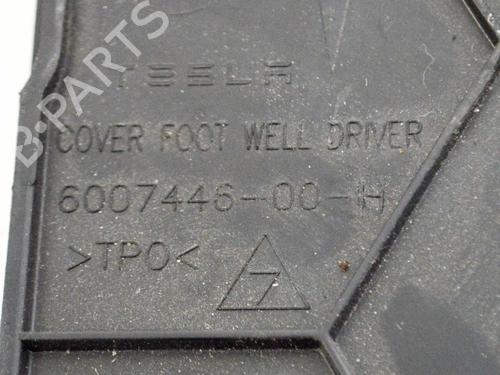 B-PARTS
TESLA
COVER FOOT WELL DRIVER
6007446-00-H
>TPO<
7